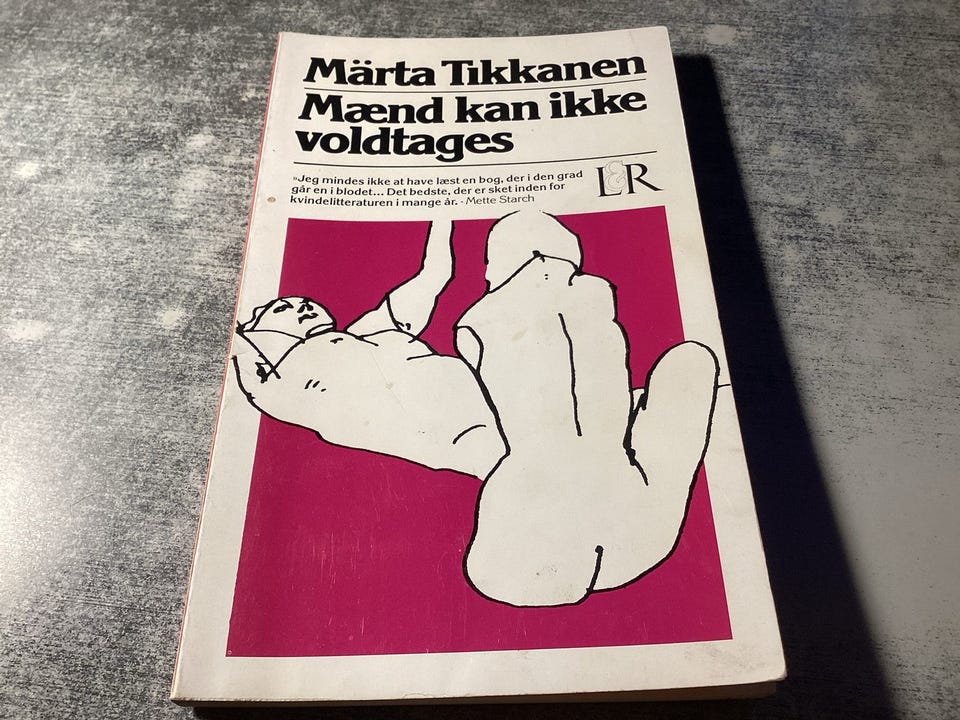 Märta Tikkanen
Mænd kan ikke
voldtages
»Jeg mindes ikke at have læst en bog, der i den grad
går en i blodet... Det bedste, der er sket inden for
kvindelitteraturen i mange år. - Mette Starch
L&R